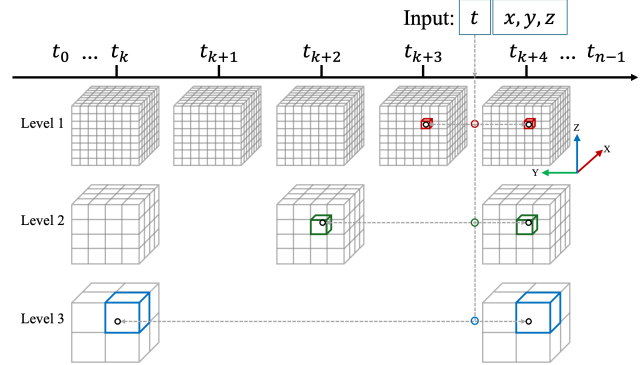 Input: t x, y, z
t₀ ... tₖ tₖ₊₁ tₖ₊₂ tₖ₊₃ tₖ₊₄ ... tₙ₋₁
Level 1
Z
X
Y
Level 2
Level 3